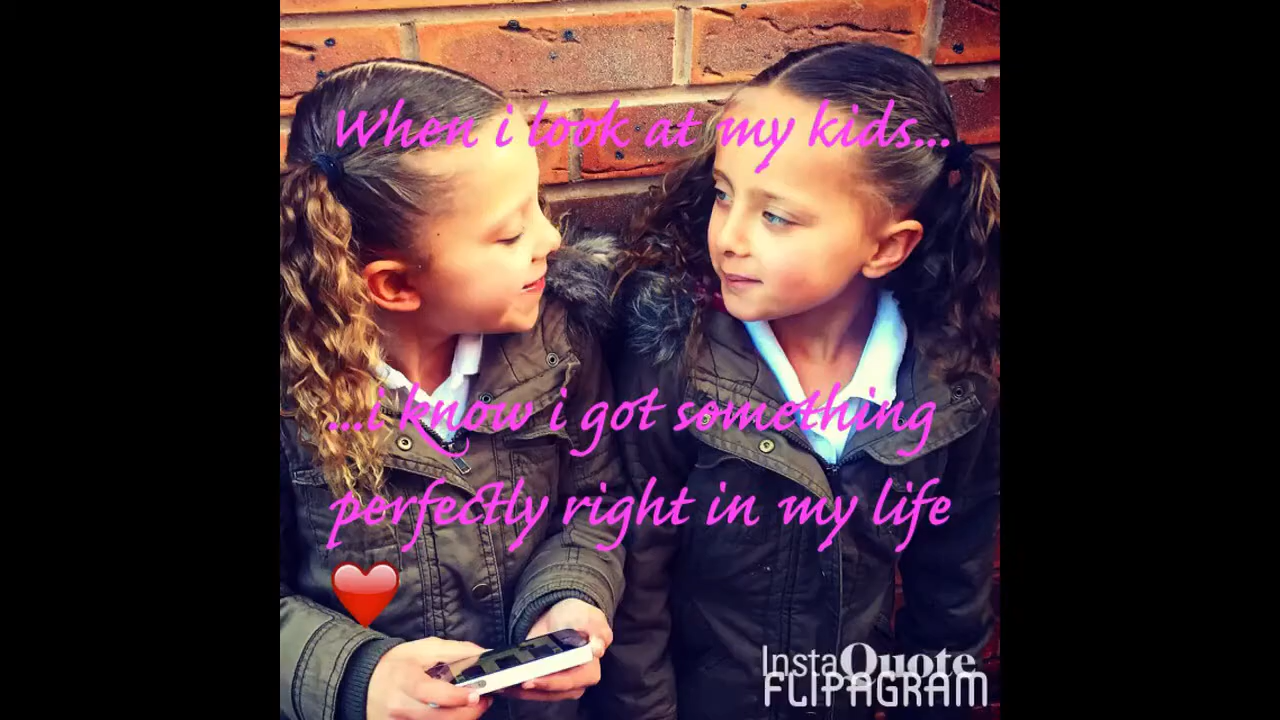 When i look at my kids...
...i know i got something
perfectly right in my life
InstaQuote
FLIPAGRAM